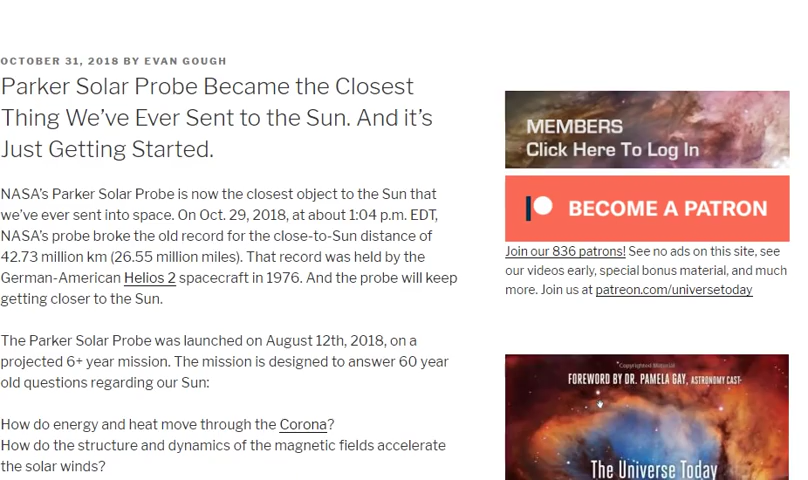 OCTOBER 31, 2018 BY EVAN GOUGH
Parker Solar Probe Became the Closest
Thing We've Ever Sent to the Sun. And it's
Just Getting Started.
NASA's Parker Solar Probe is now the closest object to the Sun that
we've ever sent into space. On Oct. 29, 2018, at about 1:04 p.m. EDT,
NASA's probe broke the old record for the close-to-Sun distance of
42.73 million km (26.55 million miles). That record was held by the
German-American Helios 2 spacecraft in 1976. And the probe will keep
getting closer to the Sun.
The Parker Solar Probe was launched on August 12th, 2018, on a
projected 6+ year mission. The mission is designed to answer 60 year
old questions regarding our Sun:
How do energy and heat move through the Corona?
How do the structure and dynamics of the magnetic fields accelerate
the solar winds?
MEMBERS
Click Here To Log In
BECOME A PATRON
Join our 836 patrons! See no ads on this site, see
our videos early, special bonus material, and much
more. Join us at patreon.com/universetoday
Copyrighted Material
FOREWORD BY DR. PAMELA GAY, ASTRONOMY CAST
The Universe Today